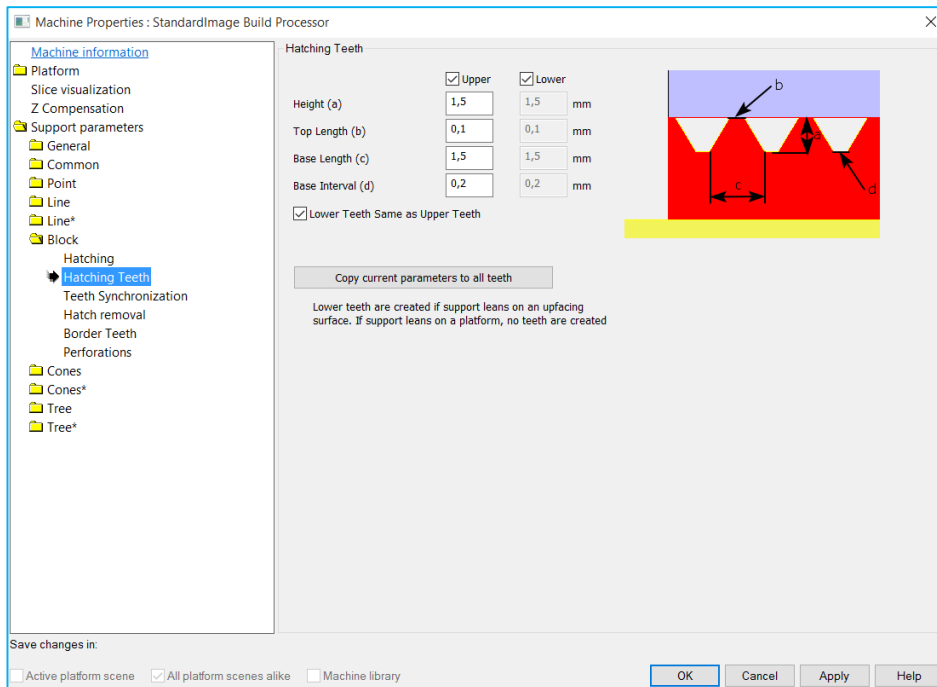 Machine Properties : StandardImage Build Processor
Machine information
Platform
Slice visualization
Z Compensation
Support parameters
General
Common
Point
Line
Line*
Block
Hatching
Hatching Teeth
Teeth Synchronization
Hatch removal
Border Teeth
Perforations
Cones
Cones*
Tree
Tree*
Hatching Teeth
Upper Lower
Height (a) 1,5 1,5 mm
Top Length (b) 0,1 0,1 mm
Base Length (c) 1,5 1,5 mm
Base Interval (d) 0,2 0,2 mm
Lower Teeth Same as Upper Teeth
b
a
c
d
Copy current parameters to all teeth
Lower teeth are created if support leans on an upfacing
surface. If support leans on a platform, no teeth are created
Save changes in:
Active platform scene All platform scenes alike Machine library
OK Cancel Apply Help